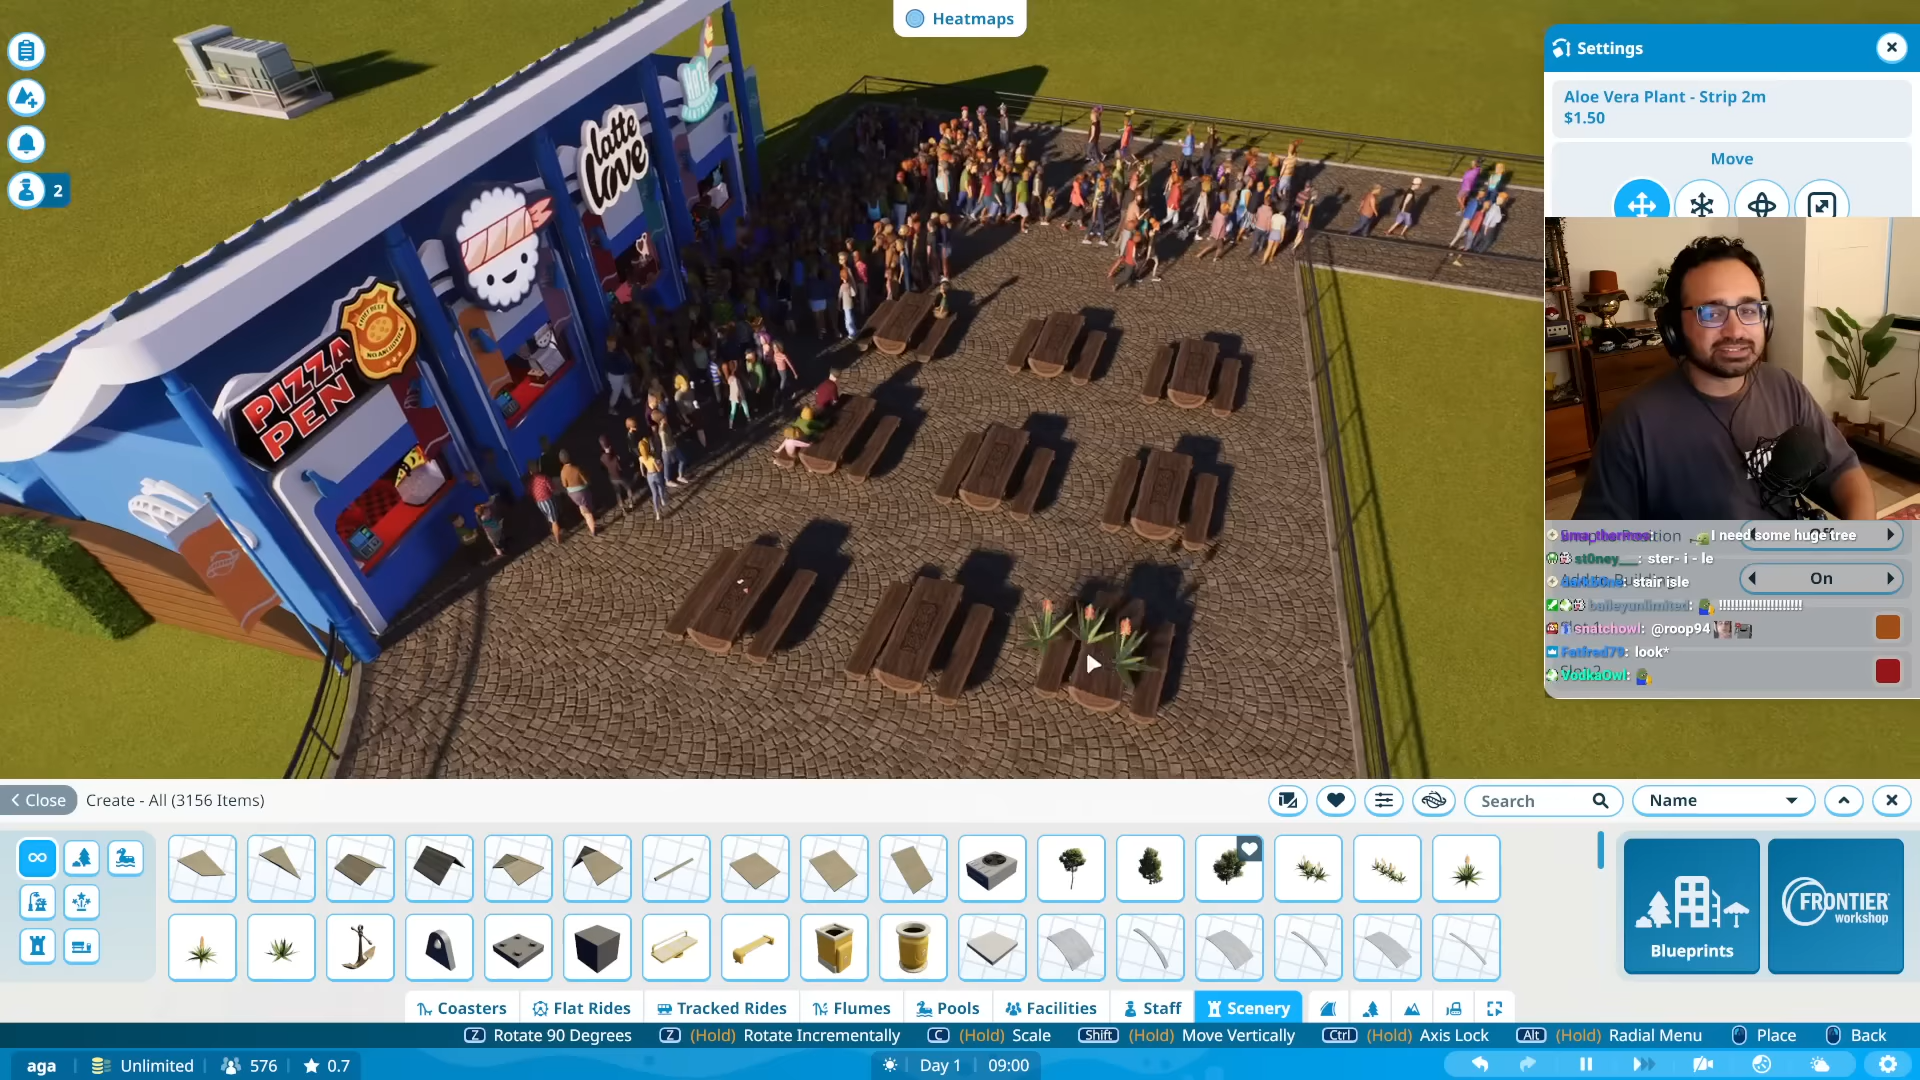 Heatmaps
Settings
Aloe Vera Plant - Strip 2m
$1.50
Move
2
latte
love
PIZZA
PEN
I need some huge tree
st0ney___: ster- i - le
: stair isle
On
baileyunlimited: !!!!!!!!!!!!!!!!!!!!!
snatchowl: @roop94
Fatfred79: look*
VodkaOwl:
Close
Create - All (3156 Items)
Search
Name
Blueprints
FRONTIER
workshop
Coasters
Flat Rides
Tracked Rides
Flumes
Pools
Facilities
Staff
Scenery
Z Rotate 90 Degrees
Z (Hold) Rotate Incrementally
C (Hold) Scale
Shift (Hold) Move Vertically
Ctrl (Hold) Axis Lock
Alt (Hold) Radial Menu
Place
Back
aga
Unlimited
576
0.7
Day 1
09:00